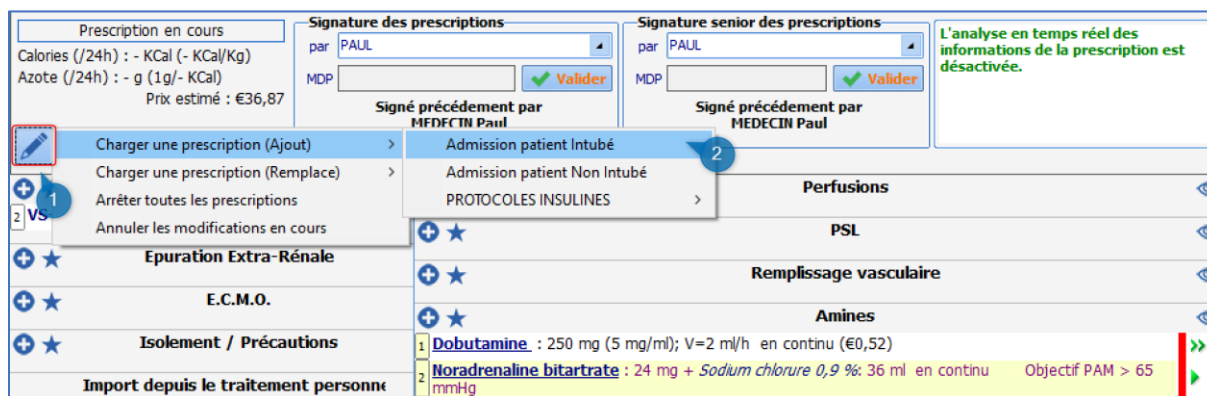 Prescription en cours
Calories (/24h) : - KCal (- KCal/Kg)
Azote (/24h) : - g (1g/- KCal)
Prix estimé : €36,87
Signature des prescriptions
par PAUL
MDP Valider
Signé précédement par
MEDECIN Paul
Signature senior des prescriptions
par PAUL
MDP Valider
Signé précédement par
MEDECIN Paul
L'analyse en temps réel des
informations de la prescription est
désactivée.
Charger une prescription (Ajout) >
Charger une prescription (Remplace) >
Arrêter toutes les prescriptions
Annuler les modifications en cours
Admission patient Intubé
Admission patient Non Intubé
PROTOCOLES INSULINES >
1
2
2 VS
Epuration Extra-Rénale
E.C.M.O.
Isolement / Précautions
Import depuis le traitement personne
Perfusions
PSL
Remplissage vasculaire
Amines
1 Dobutamine : 250 mg (5 mg/ml); V=2 ml/h en continu (€0,52)
2 Noradrenaline bitartrate : 24 mg + Sodium chlorure 0,9 %: 36 ml en continu Objectif PAM > 65
mmHg